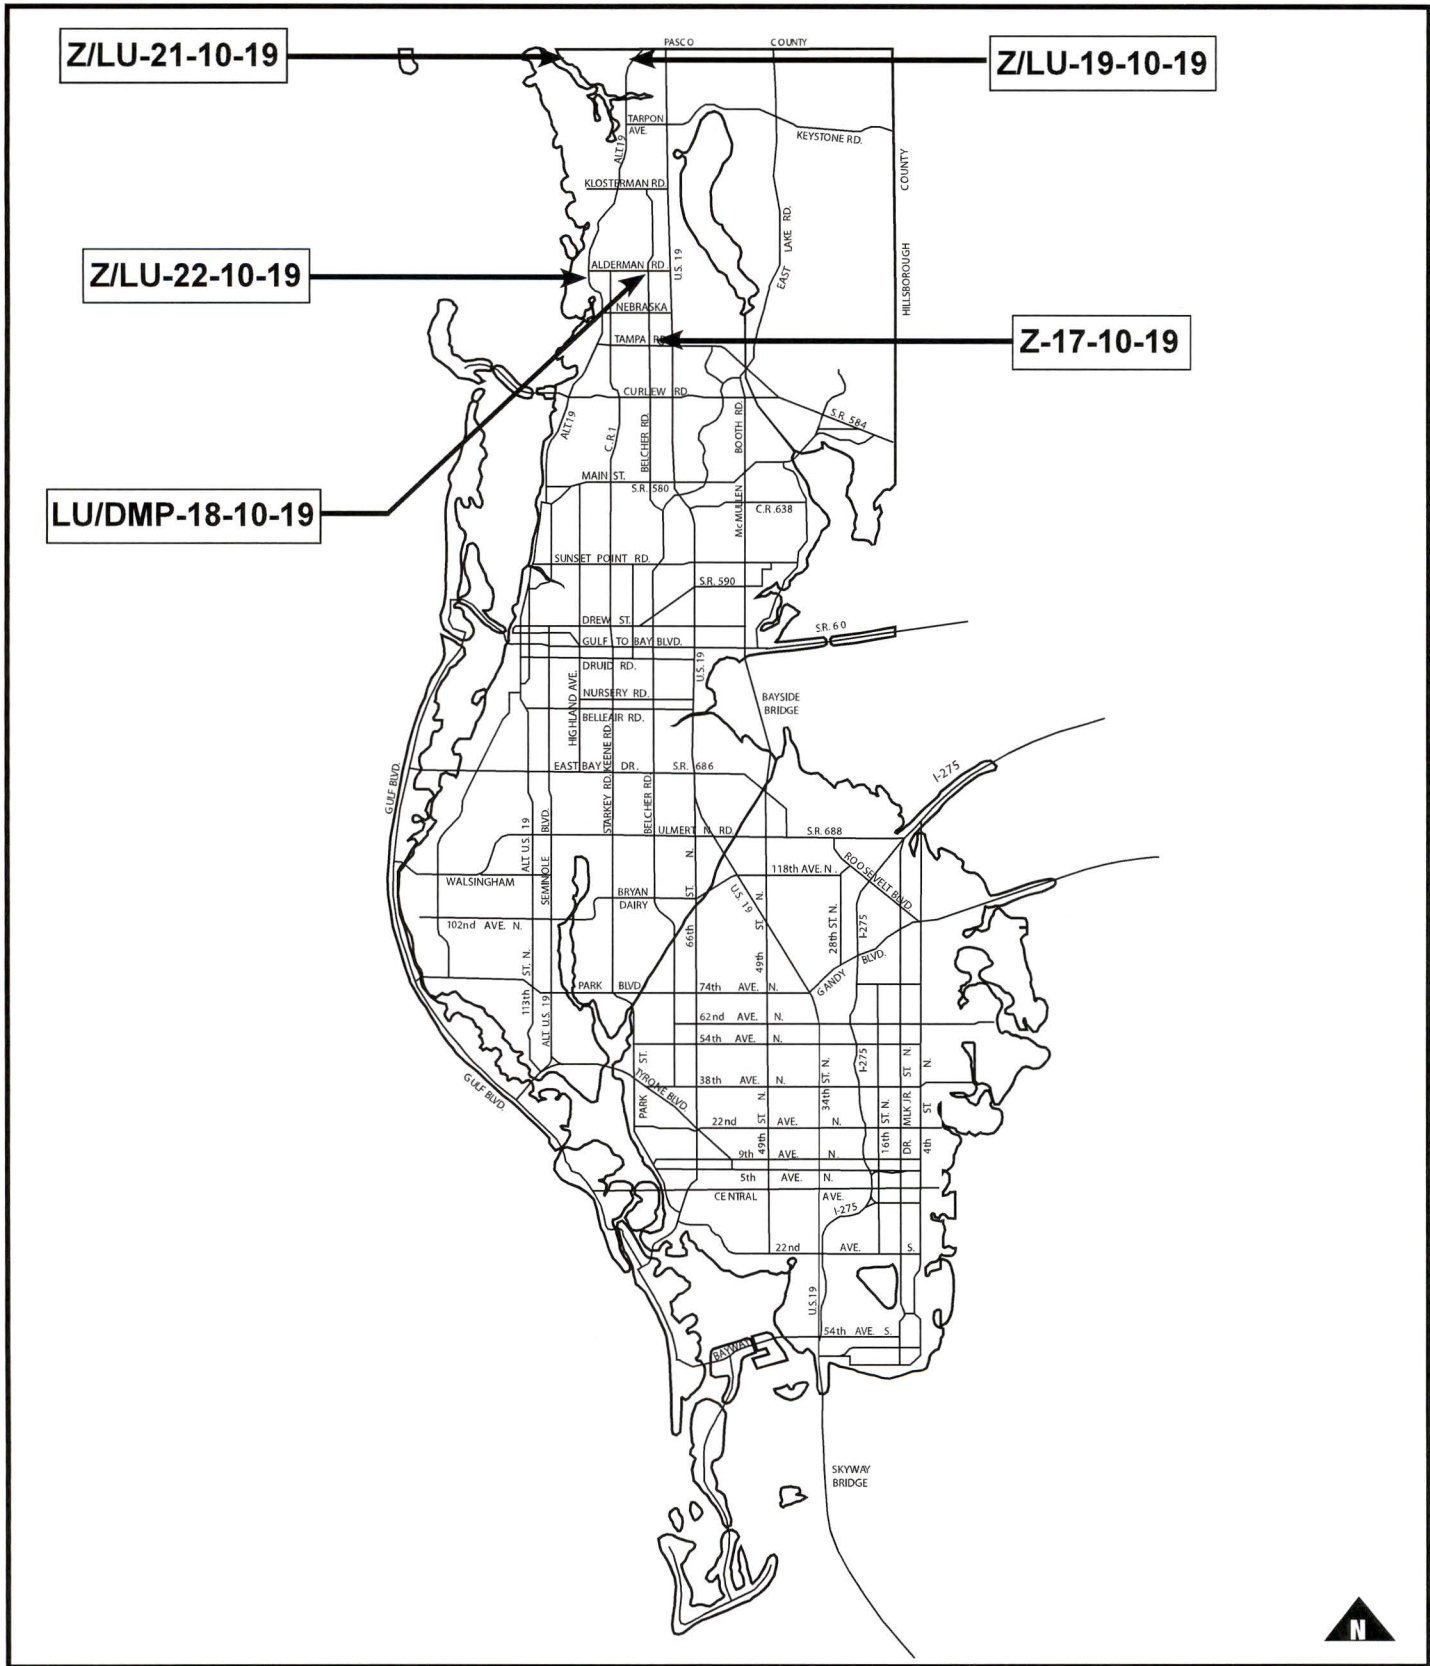 Z/LU-21-10-19
PASCO COUNTY
Z/LU-19-10-19
TARPON
AVE.
KEYSTONE RD.
ALT 19
COUNTY
KLOSTERMAN RD.
EAST LAKE RD.
U.S. 19
HILLSBOROUGH
Z/LU-22-10-19
ALDERMAN RD.
NEBRASKA
TAMPA RD.
Z-17-10-19
CURLEW RD
ALT 19
C.R 1
BELCHER RD.
BOOTH RD.
S.R. 584
MAIN ST.
S.R. 580
McMULLEN
C.R .638
LU/DMP-18-10-19
SUNSET POINT RD.
S.R. 590
DREW ST.
S.R. 60
GULF TO BAY BLVD.
DRUID RD.
U.S. 19
HIGHLAND AVE.
NURSERY RD.
BAYSIDE
BRIDGE
BELLEAIR RD.
KEENE RD.
EAST BAY DR. S.R. 686
GULF BLVD.
I-275
STARKEY RD.
BELCHER RD.
ALT U.S. 19
SEMINOLE BLVD.
ULMERT N RD. S.R. 688
WALSINGHAM
118th AVE. N .
ROOSEVELT BLVD.
BRYAN
DAIRY
U.S. 19
66th ST. N.
49th ST. N.
28th ST. N.
I-275
102nd AVE. N.
GANDY BLVD.
113th ST. N.
ALT U.S. 19
PARK BLVD.
74th AVE. N.
62nd AVE. N.
54th AVE. N.
38th AVE. N.
PARK ST.
TYRONE BLVD.
34th ST. N.
I-275
16th ST. N.
DR. MLK JR. ST N.
4th ST N.
GULF BLVD.
22nd AVE. N.
49th ST N.
9th AVE. N.
5th AVE. N.
CENTRAL AVE.
I-275
22nd AVE. S.
U.S.19
54th AVE. S.
BAYWAY
SKYWAY
BRIDGE
N